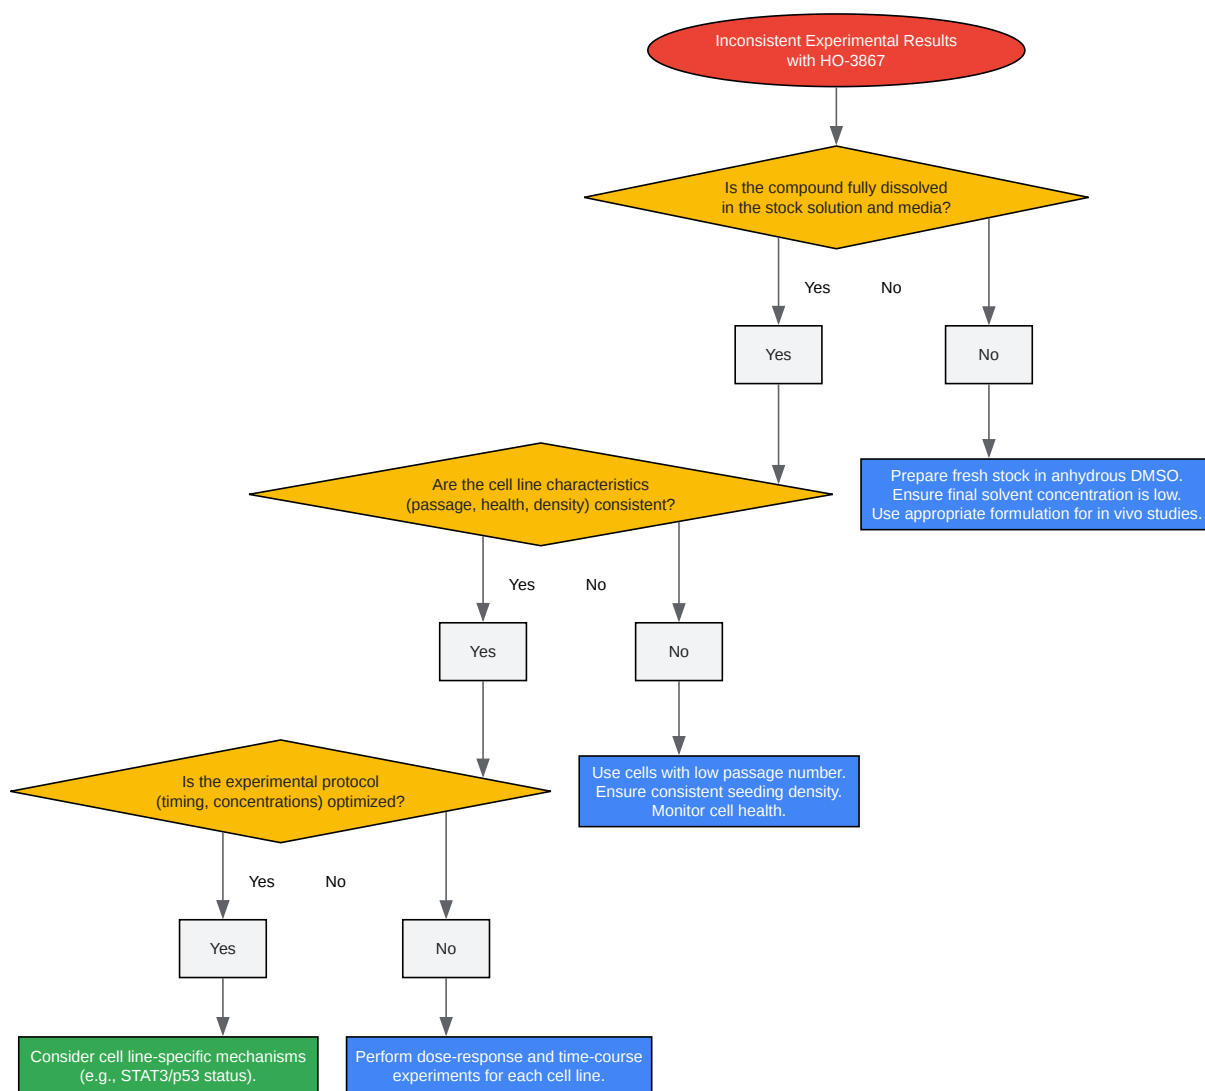 Inconsistent Experimental Results
with HO-3867
Is the compound fully dissolved
in the stock solution and media?
Yes
No
Yes
No
Prepare fresh stock in anhydrous DMSO.
Ensure final solvent concentration is low.
Use appropriate formulation for in vivo studies.
Are the cell line characteristics
(passage, health, density) consistent?
Yes
No
Yes
No
Use cells with low passage number.
Ensure consistent seeding density.
Monitor cell health.
Is the experimental protocol
(timing, concentrations) optimized?
Yes
No
Yes
No
Consider cell line-specific mechanisms
(e.g., STAT3/p53 status).
Perform dose-response and time-course
experiments for each cell line.